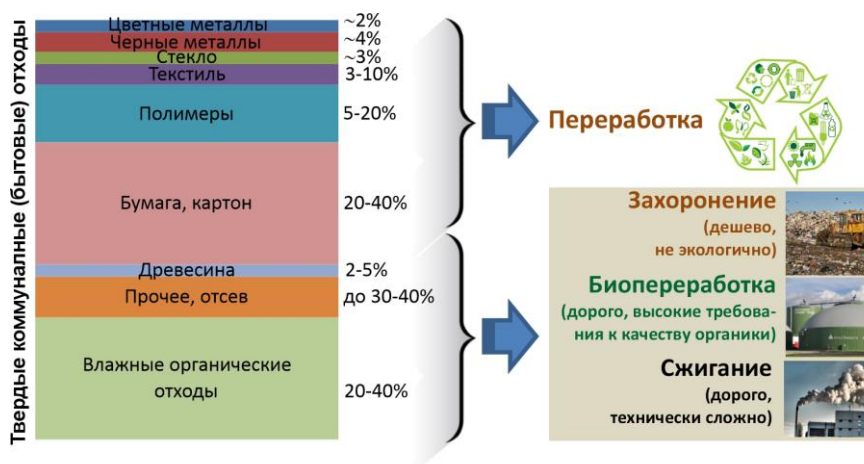 Твердые коммунальные (бытовые) отходы
Цветные металлы
~2%
Черные металлы
~4%
Стекло
~3%
Текстиль
3-10%
Полимеры
5-20%
Бумага, картон
20-40%
Древесина
2-5%
Прочее, отсев
до 30-40%
Влажные органические
отходы
20-40%
Переработка
Захоронение
(дешево,
не экологично)
Биопереработка
(дорого, высокие требова-
ния к качеству органики)
Сжигание
(дорого,
технически сложно)